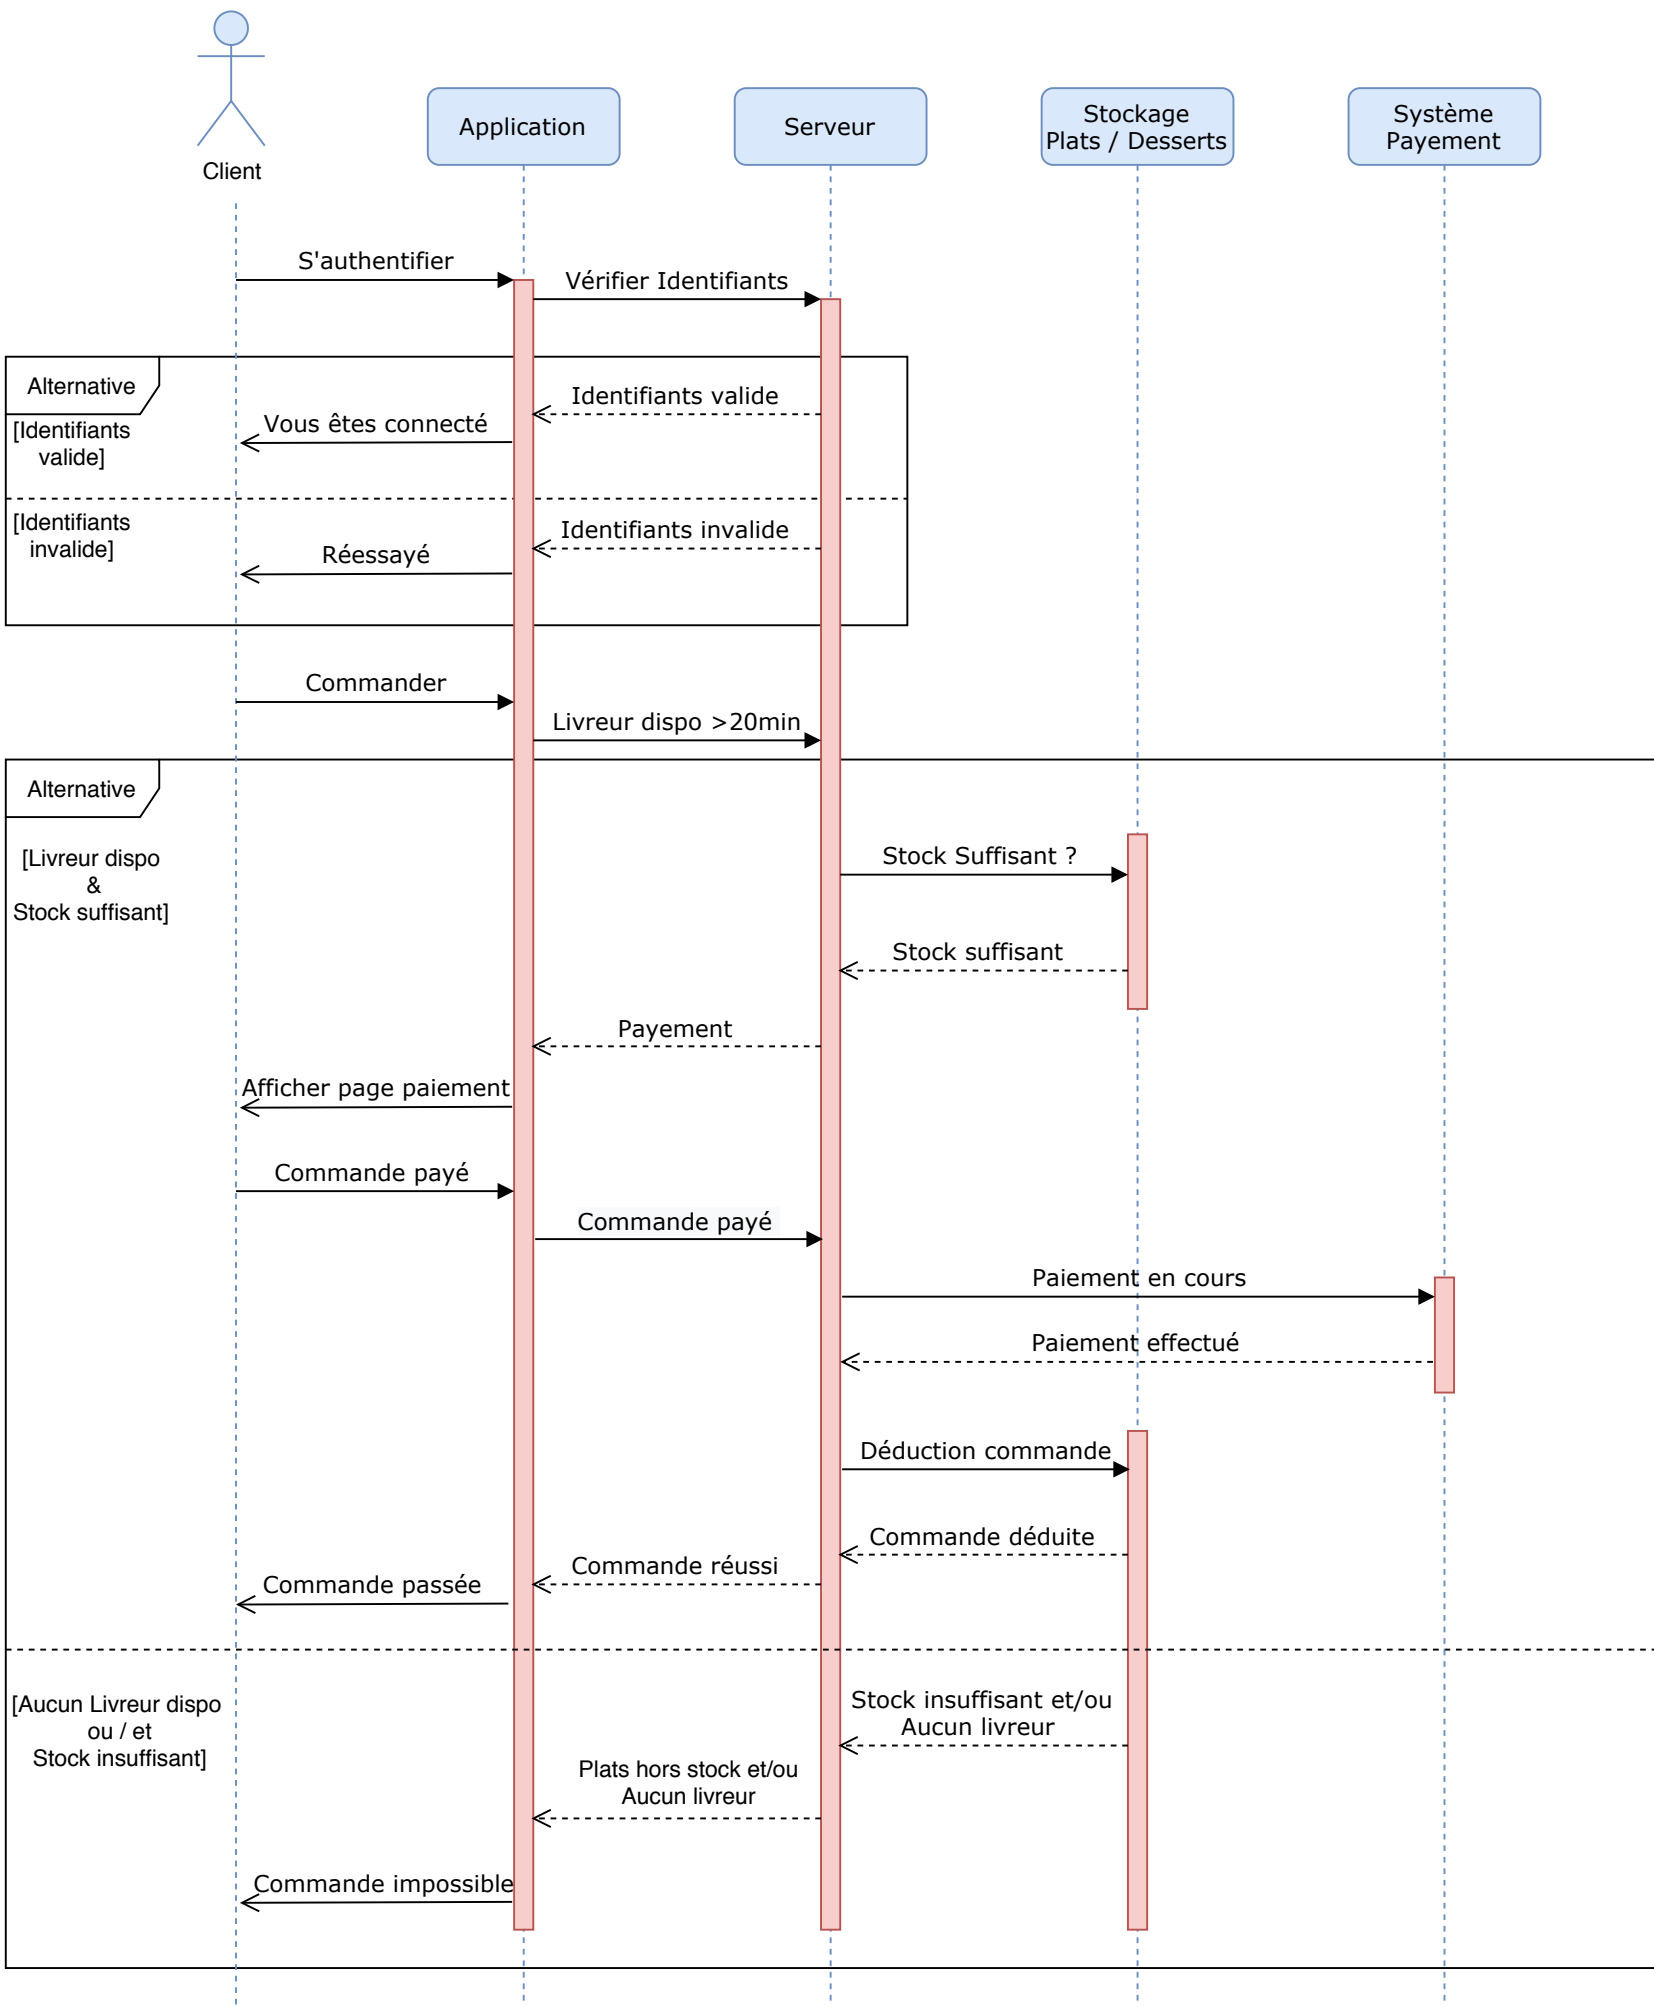 Client
Application
Serveur
Stockage
Plats / Desserts
Système
Payement
S'authentifier
Vérifier Identifiants
Alternative
Identifiants valide
Vous êtes connecté
[Identifiants
valide]
[Identifiants
invalide]
Identifiants invalide
Réessayé
Commander
Livreur dispo >20min
Alternative
[Livreur dispo
&
Stock suffisant]
Stock Suffisant ?
Stock suffisant
Payement
Afficher page paiement
Commande payé
Commande payé
Paiement en cours
Paiement effectué
Déduction commande
Commande déduite
Commande réussi
Commande passée
[Aucun Livreur dispo
ou / et
Stock insuffisant]
Stock insuffisant et/ou
Aucun livreur
Plats hors stock et/ou
Aucun livreur
Commande impossible